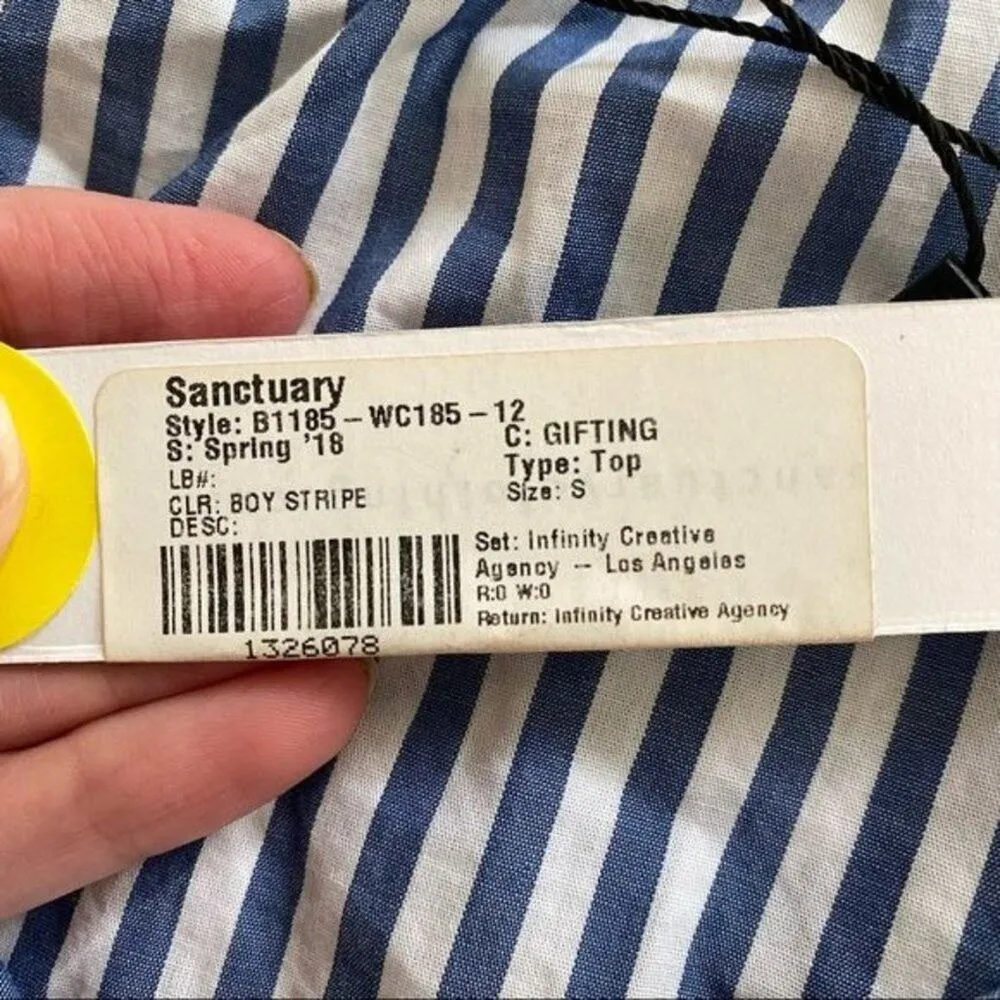 Sanctuary
Style: B1185-WC185-12
S: Spring '18
C: GIFTING
Type: Top
LB#:
Size: S
CLR: BOY STRIPE
DESC:
Set: Infinity Creative
Agency -- Los Angeles
R:0 W:0
Return: Infinity Creative Agency
1326078